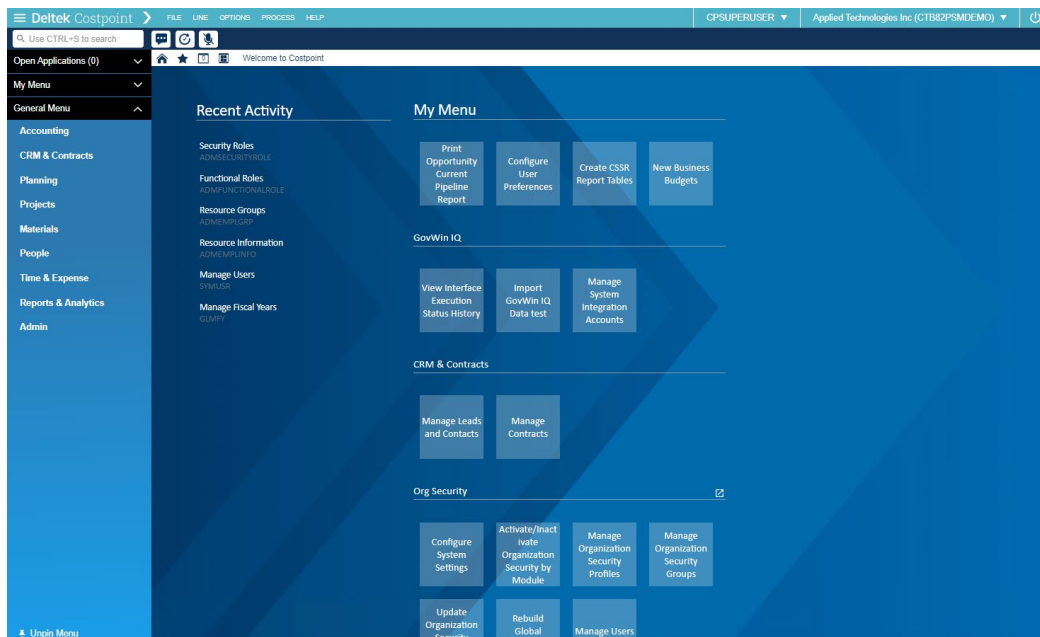 Deltek Costpoint FILE LINE OPTIONS PROCESS HELP CPSUPERUSER Applied Technologies Inc (CTB82PSMDEMO)
Use CTRL+S to search
Open Applications (0)
Welcome to Costpoint
My Menu
General Menu
Accounting
CRM & Contracts
Planning
Projects
Materials
People
Time & Expense
Reports & Analytics
Admin
Unpin Menu
Recent Activity
Security Roles
ADMSECURITYROLE
Functional Roles
ADMFUNCTIONALROLE
Resource Groups
ADMEMPLGRP
Resource Information
ADMEMPLINFO
Manage Users
SYMUSR
Manage Fiscal Years
GLMFY
My Menu
Print
Opportunity
Current
Pipeline
Report
Configure
User
Preferences
Create CSSR
Report Tables
New Business
Budgets
GovWin IQ
View Interface
Execution
Status History
Import
GovWin IQ
Data test
Manage
System
Integration
Accounts
CRM & Contracts
Manage Leads
and Contacts
Manage
Contracts
Org Security
Configure
System
Settings
Activate/Inact
ivate
Organization
Security by
Module
Manage
Organization
Security
Profiles
Manage
Organization
Security
Groups
Update
Organization
Security
Rebuild
Global
Manage Users